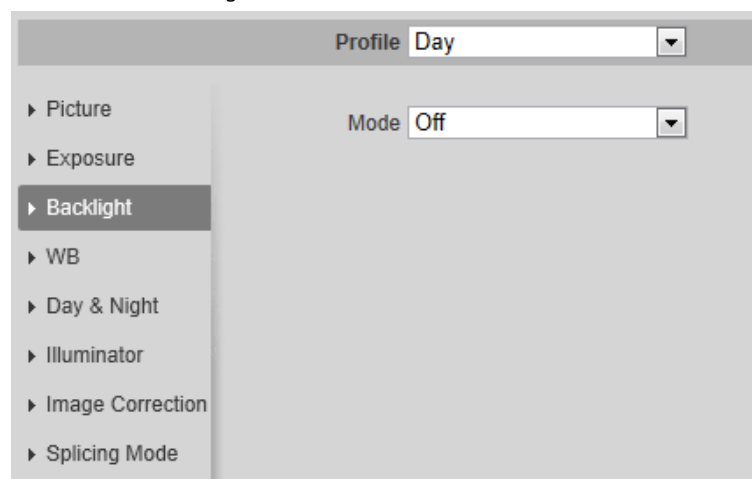 Profile Day
Picture
Mode Off
Exposure
Backlight
WB
Day & Night
Illuminator
Image Correction
Splicing Mode